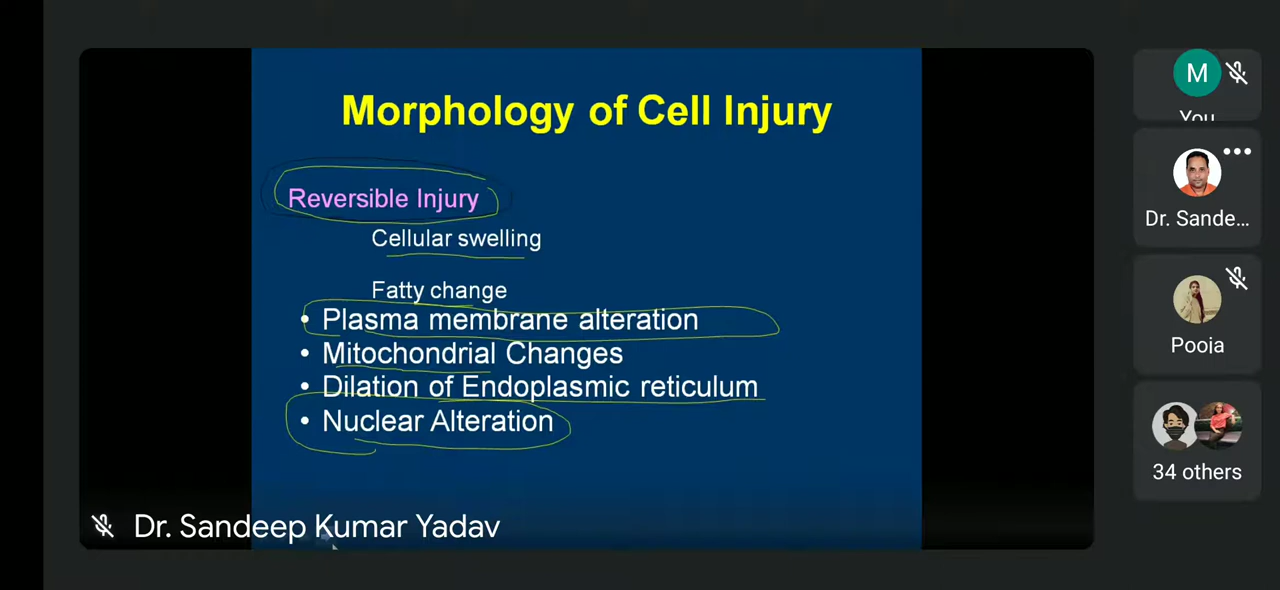 Morphology of Cell Injury
Reversible Injury
Cellular swelling
Fatty change
• Plasma membrane alteration
• Mitochondrial Changes
• Dilation of Endoplasmic reticulum
• Nuclear Alteration
Dr. Sandeep Kumar Yadav
M
You
Dr. Sande...
Pooja
34 others